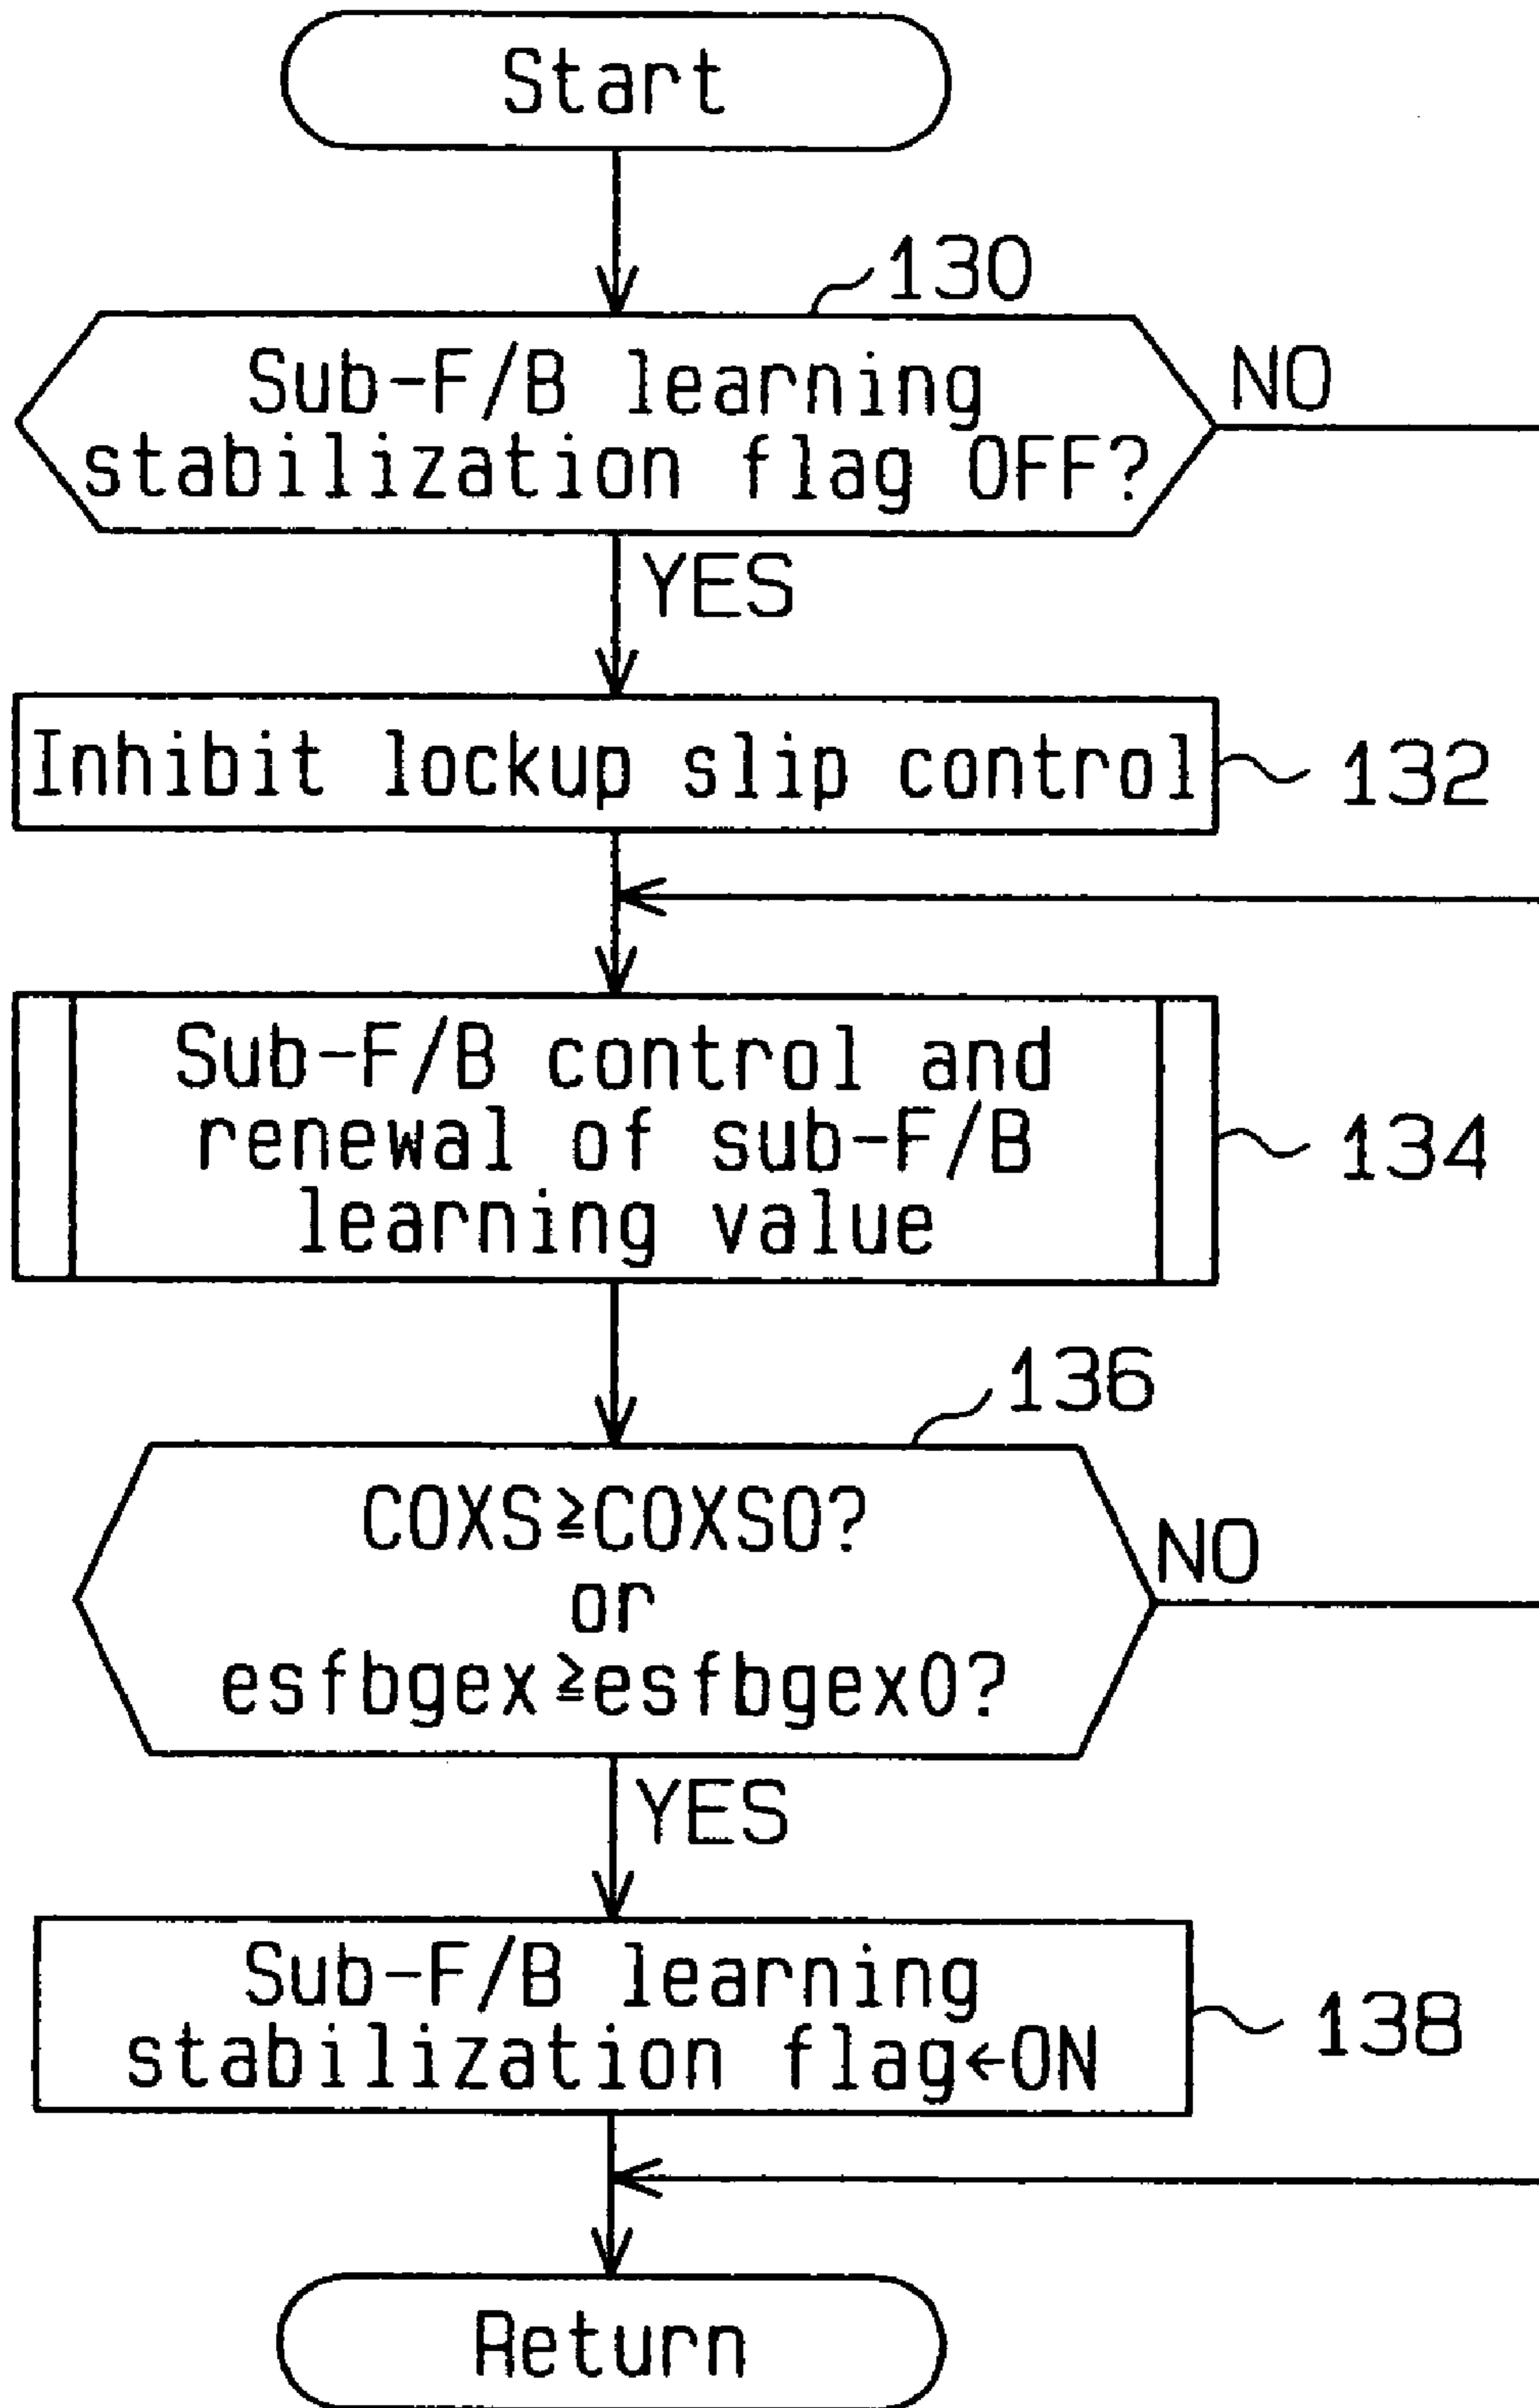 Start
130
Sub-F/B learning
stabilization flag OFF?
NO
YES
Inhibit lockup slip control
132
Sub-F/B control and
renewal of sub-F/B
learning value
134
136
COXS≧COXS0?
or
esfbgex≧esfbgex0?
NO
YES
Sub-F/B learning
stabilization flag←ON
138
Return